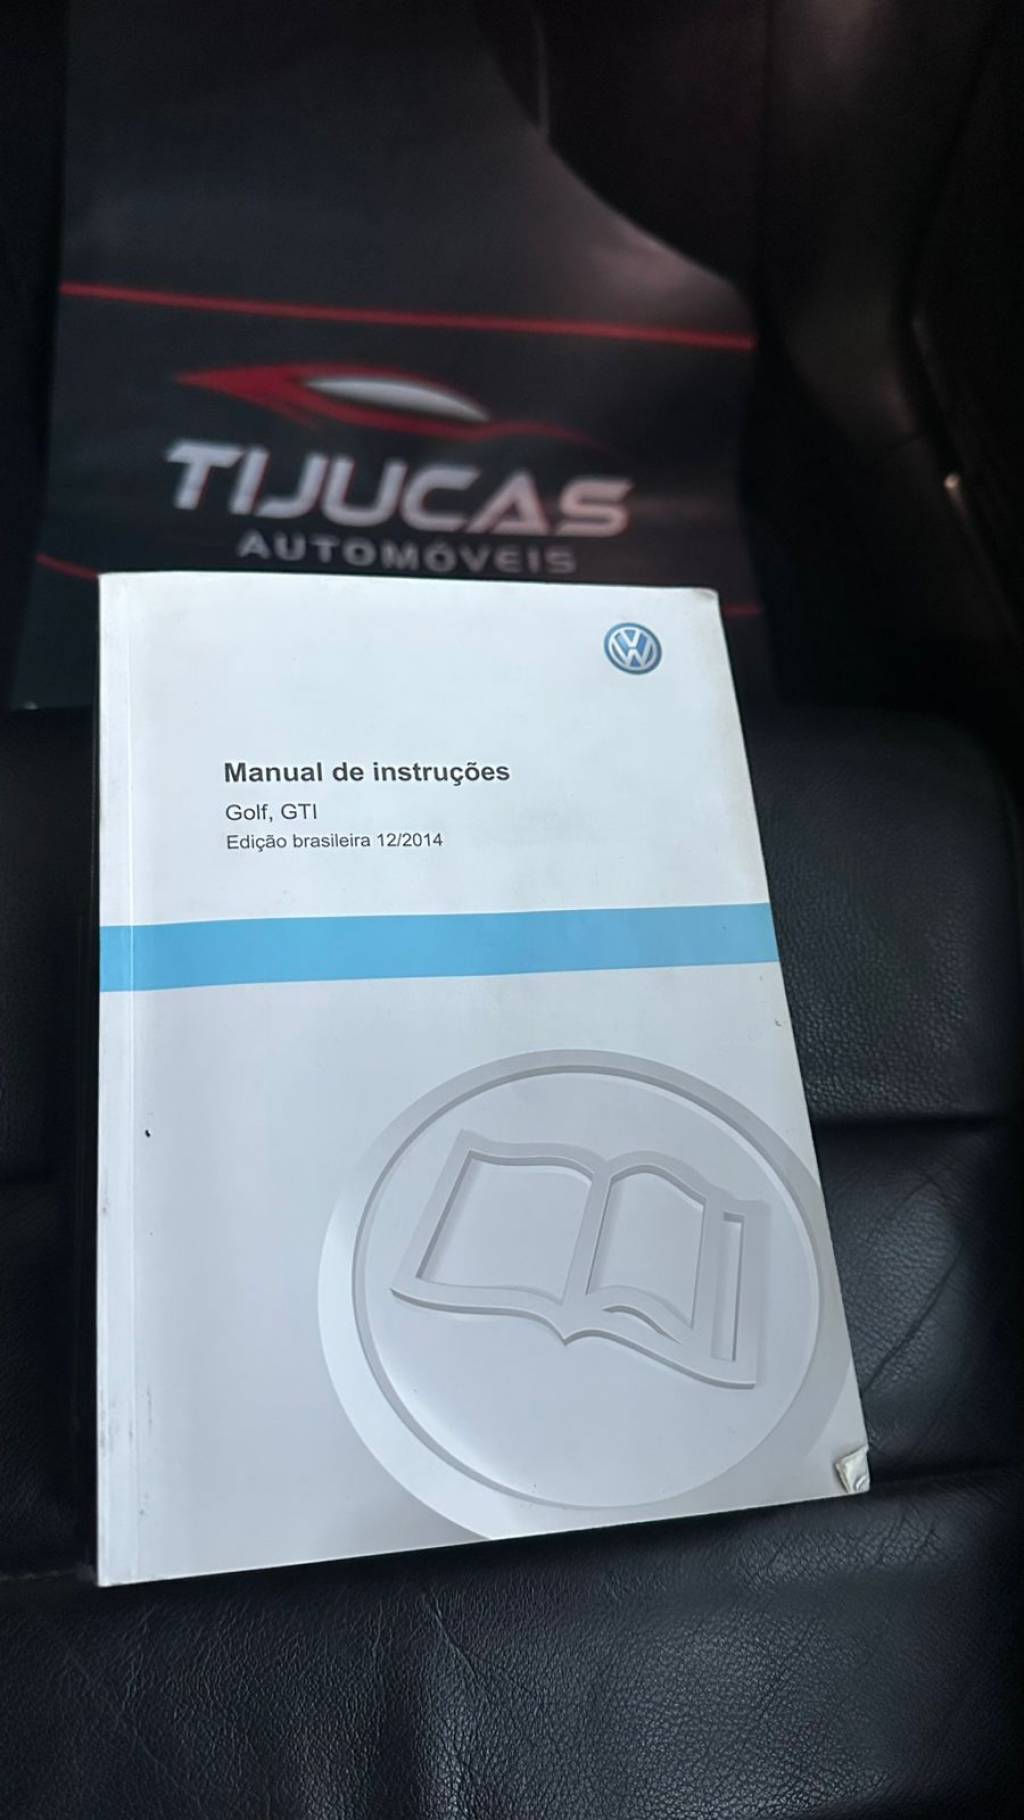 TIJUCAS
AUTOMÓVEIS
Manual de instruções
Golf, GTI
Edição brasileira 12/2014